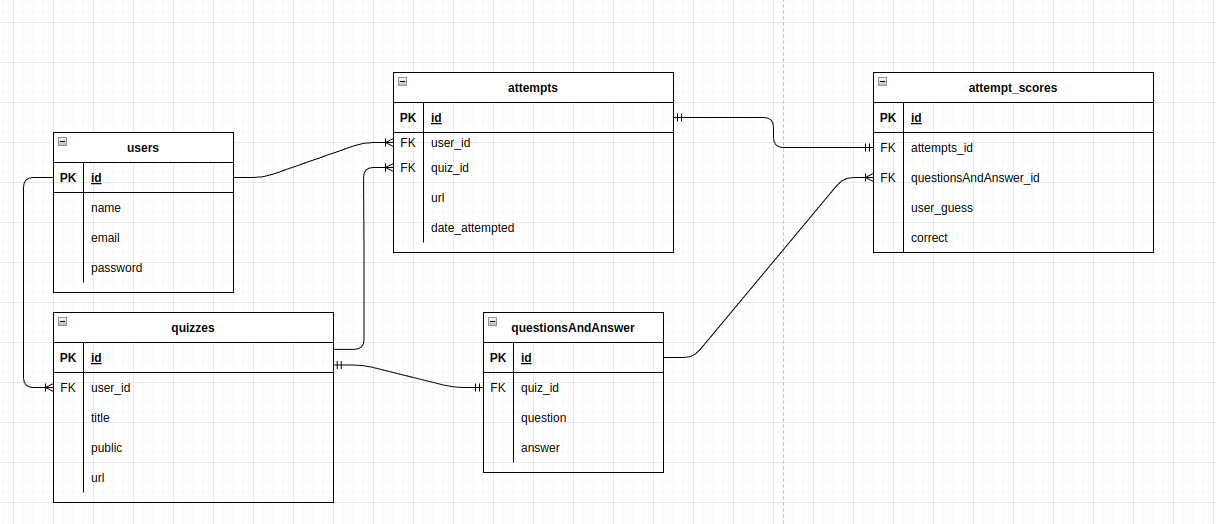 attempts
PK id
FK user_id
FK quiz_id
url
date_attempted
attempt_scores
PK id
FK attempts_id
FK questionsAndAnswer_id
user_guess
correct
users
PK id
name
email
password
quizzes
PK id
FK user_id
title
public
url
questionsAndAnswer
PK id
FK quiz_id
question
answer